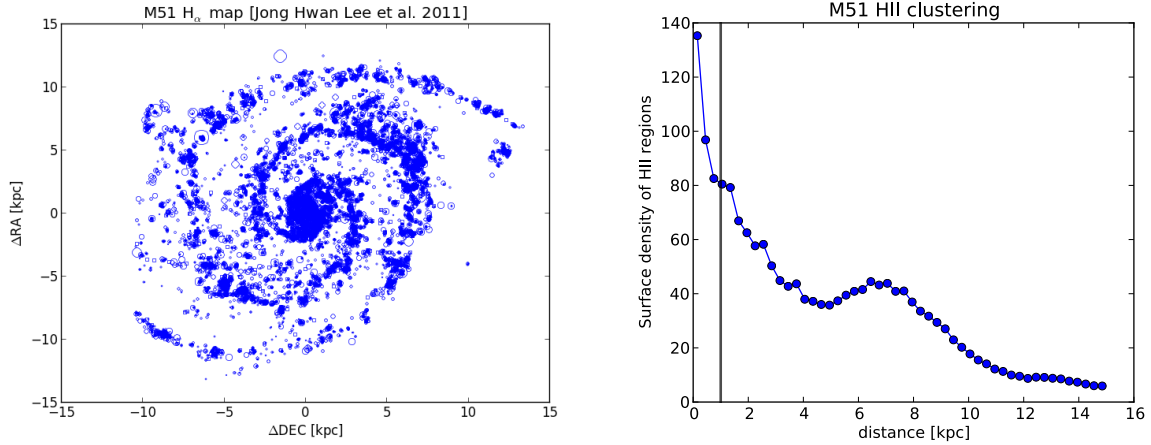 M51 Hα map [Jong Hwan Lee et al. 2011]
15
10
5
0
−5
−10
−15
ΔRA [kpc]
−15 −10 −5 0 5 10 15
ΔDEC [kpc]
M51 HII clustering
140
120
100
80
60
40
20
0
Surface density of HII regions
0 2 4 6 8 10 12 14 16
distance [kpc]